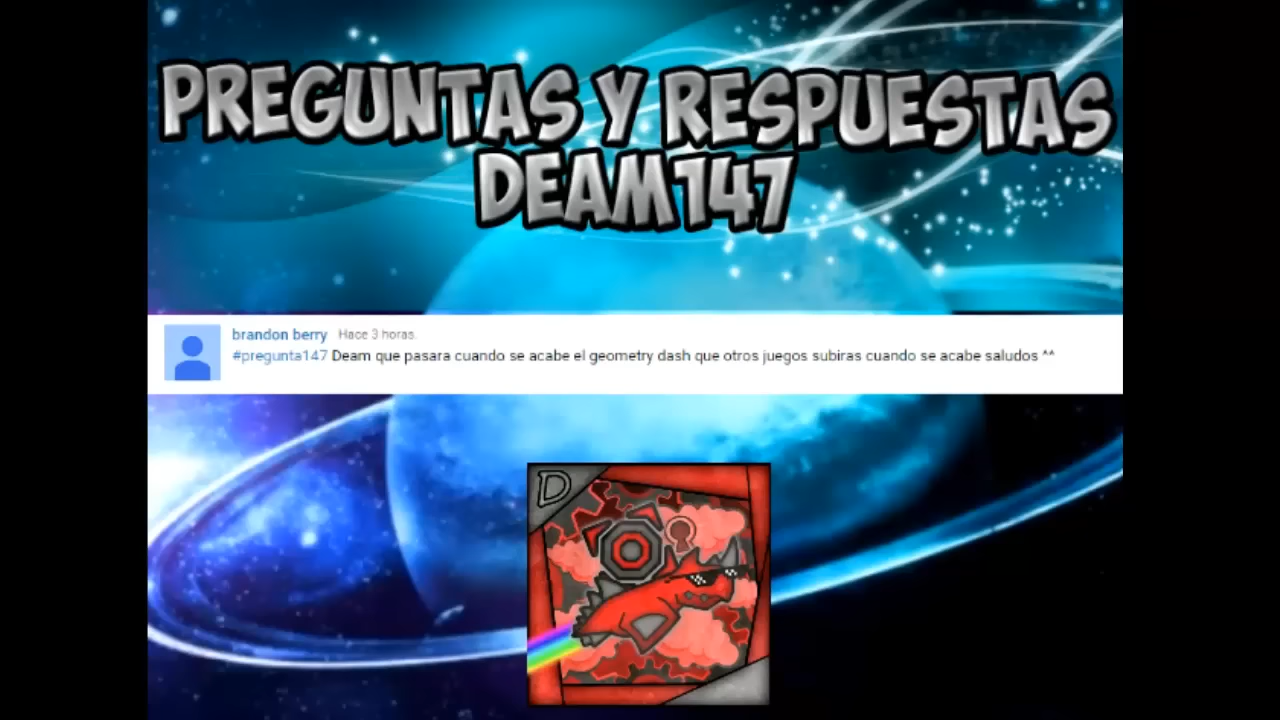 PREGUNTAS Y RESPUESTAS
DEAM147
brandon berry Hace 3 horas.
#pregunta147 Deam que pasara cuando se acabe el geometry dash que otros juegos subiras cuando se acabe saludos ^^
D